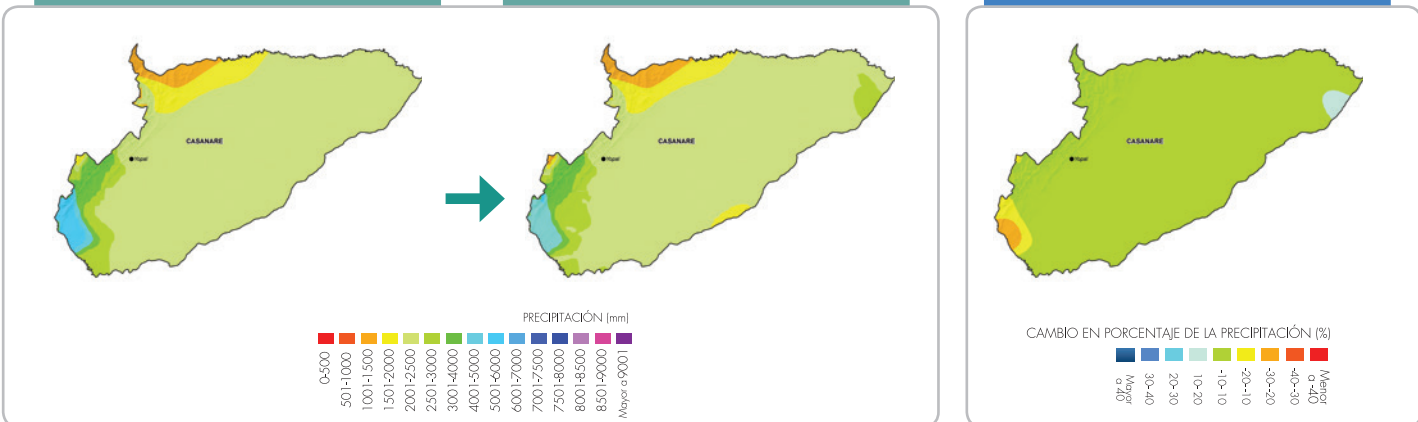 CASANARE
Yopal
CASANARE
Yopal
PRECIPITACIÓN (mm)
0-500
501-1000
1001-1500
1501-2000
2001-2500
2501-3000
3001-4000
4001-5000
5001-6000
6001-7000
7001-7500
7501-8000
8001-8500
8501-9000
Mayor a 9001
CASANARE
Yopal
CAMBIO EN PORCENTAJE DE LA PRECIPITACIÓN (%)
Mayor
a 40
30-40
20-30
10-20
-10-10
-20-10
-30-20
-40-30
Menor
a -40